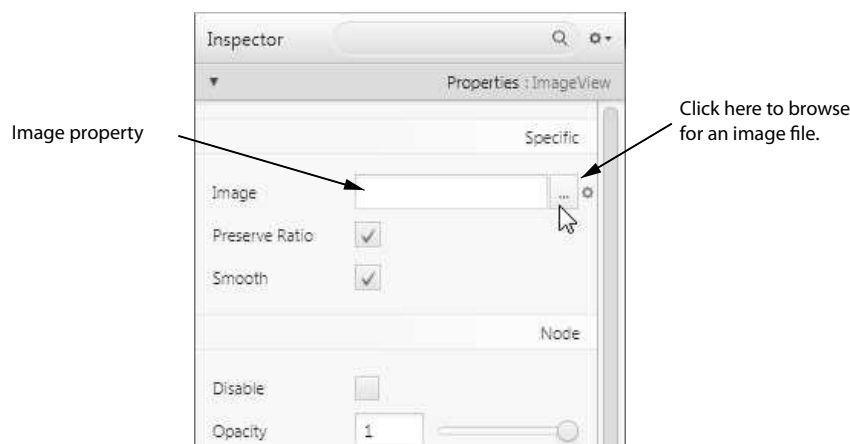 Inspector
Properties : ImageView
Click here to browse
for an image file.
Image property
Specific
Image
...
Preserve Ratio
Smooth
Node
Disable
Opacity
1